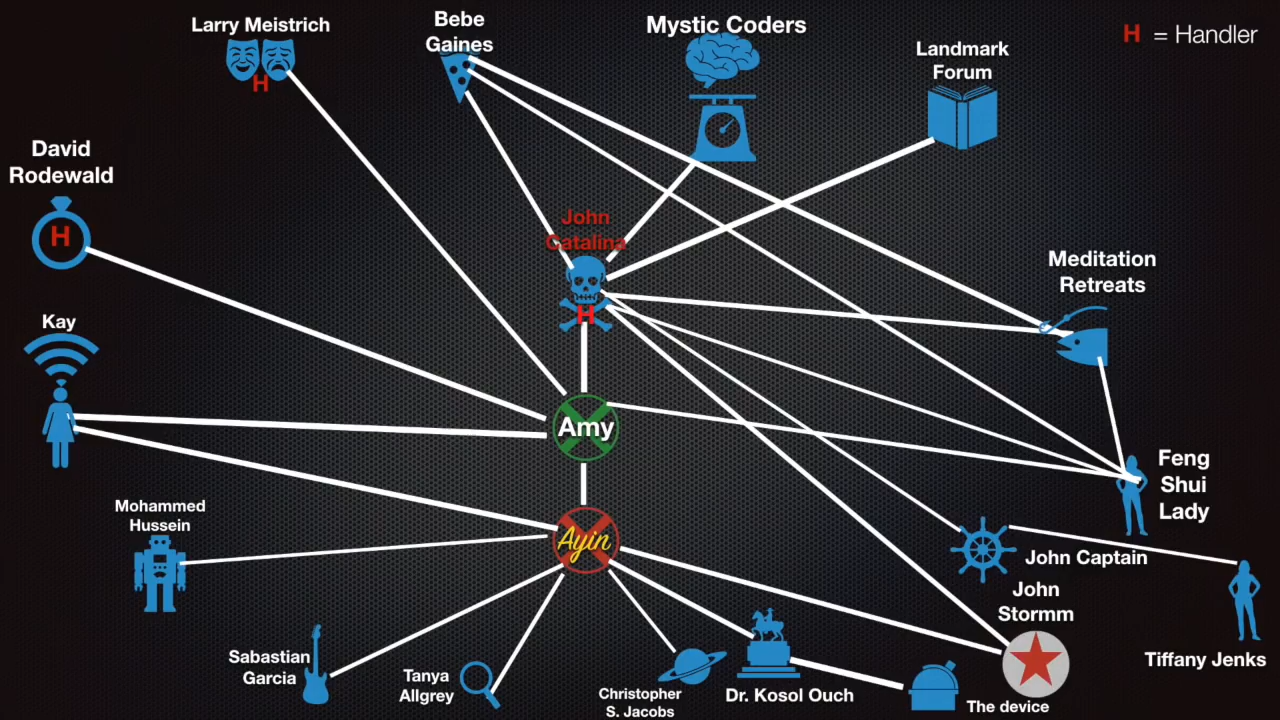 Larry Meistrich
Bebe
Gaines
Mystic Coders
Landmark
Forum
H = Handler
H
David
Rodewald
H
John
Catalina
H
Meditation
Retreats
Kay
Amy
Feng
Shui
Lady
Mohammed
Hussein
Ayin
John Captain
John
Stormm
Tiffany Jenks
Sabastian
Garcia
Tanya
Allgrey
Christopher
S. Jacobs
Dr. Kosol Ouch
The device